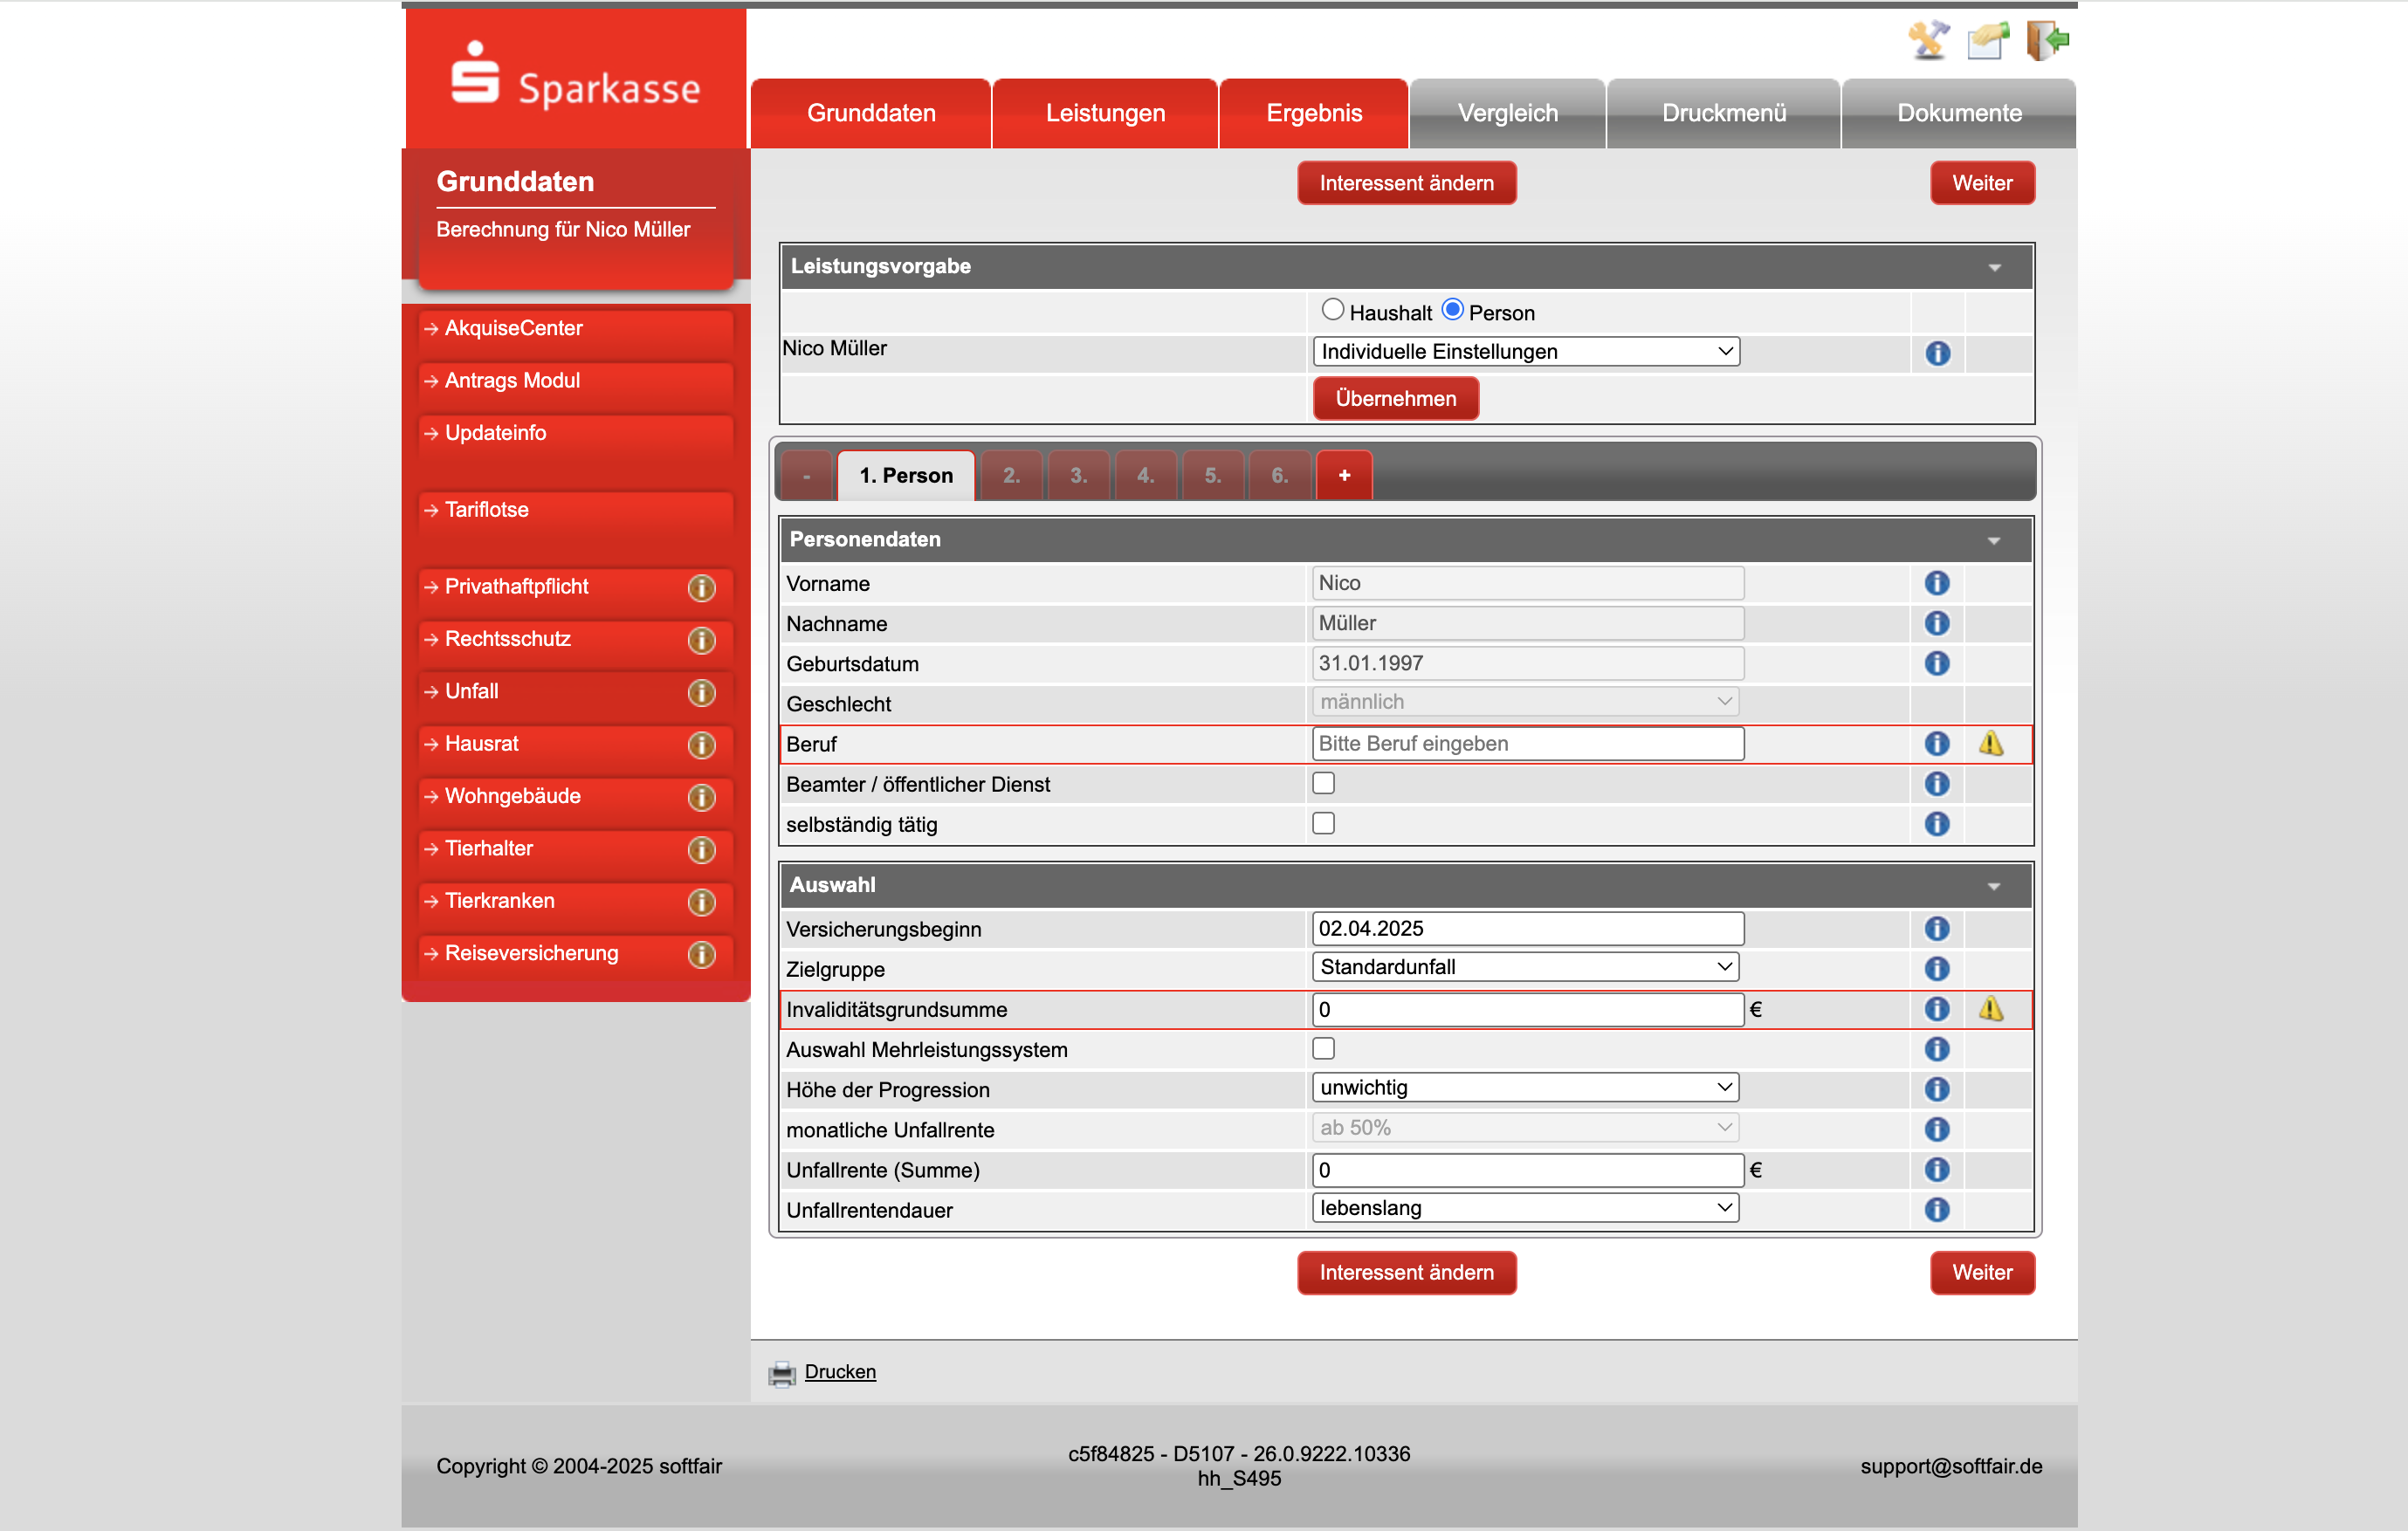 Sparkasse
Grunddaten Leistungen Ergebnis Vergleich Druckmenü Dokumente
Grunddaten
Berechnung für Nico Müller
AkquiseCenter
Antrags Modul
Updateinfo
Tariflotse
Privathaftpflicht
Rechtsschutz
Unfall
Hausrat
Wohngebäude
Tierhalter
Tierkranken
Reiseversicherung
Interessent ändern Weiter
Leistungsvorgabe
Haushalt Person
Nico Müller Individuelle Einstellungen
Übernehmen
- 1. Person 2. 3. 4. 5. 6. +
Personendaten
Vorname Nico
Nachname Müller
Geburtsdatum 31.01.1997
Geschlecht männlich
Beruf Bitte Beruf eingeben
Beamter / öffentlicher Dienst
selbständig tätig
Auswahl
Versicherungsbeginn 02.04.2025
Zielgruppe Standardunfall
Invaliditätsgrundsumme 0 €
Auswahl Mehrleistungssystem
Höhe der Progression unwichtig
monatliche Unfallrente ab 50%
Unfallrente (Summe) 0 €
Unfallrentendauer lebenslang
Interessent ändern Weiter
Drucken
Copyright © 2004-2025 softfair
c5f84825 - D5107 - 26.0.9222.10336
hh_S495
support@softfair.de